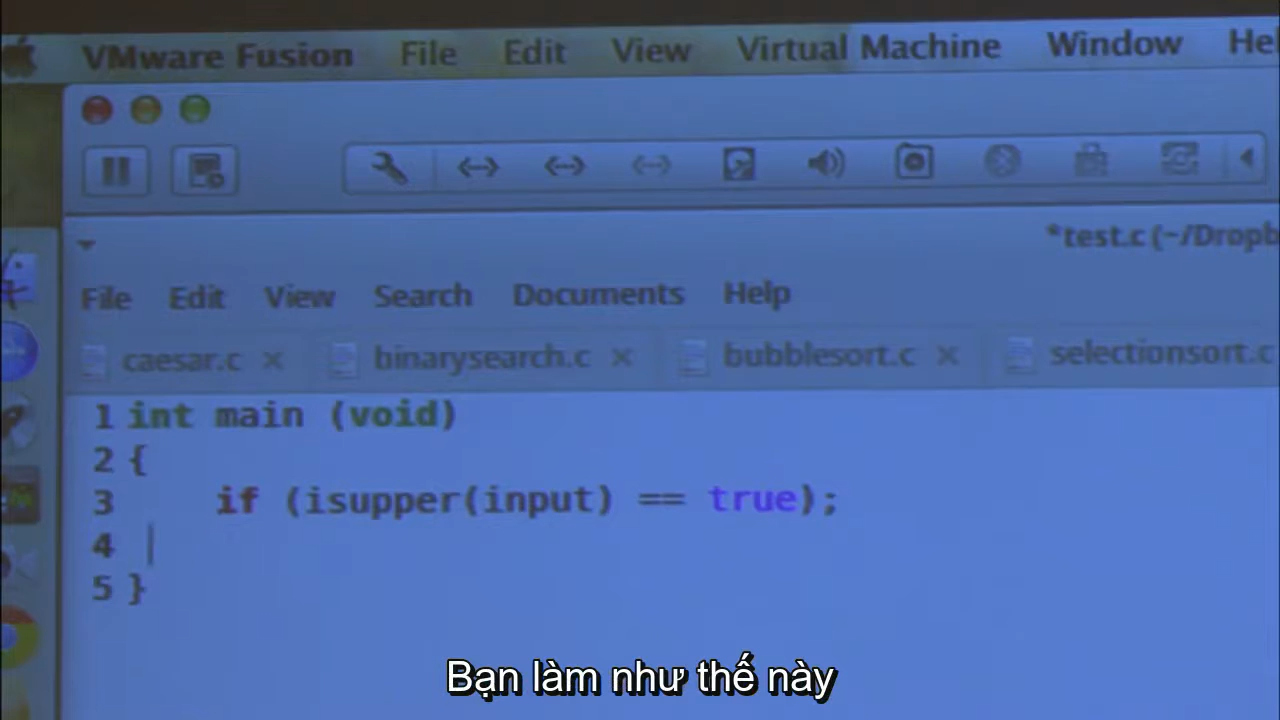 VMware Fusion File Edit View Virtual Machine Window Hel
*test.c (~/Dropb
File Edit View Search Documents Help
caesar.c × binarysearch.c × bubblesort.c × selectionsort.c
1 int main (void)
2 {
3 if (isupper(input) == true);
4
5 }
Bạn làm như thế này